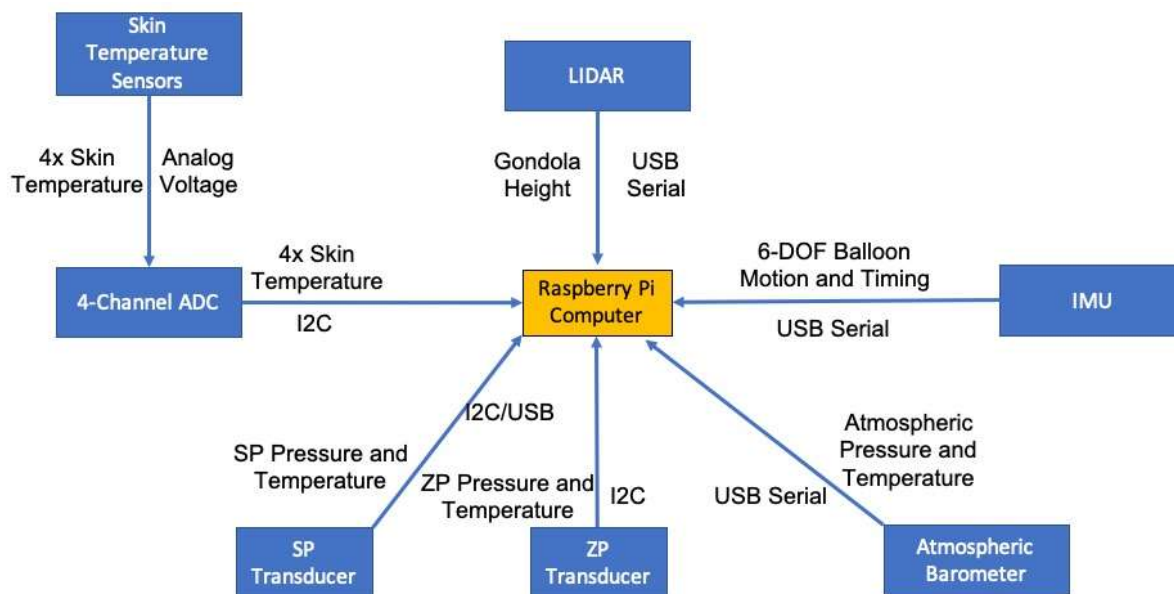 Skin
Temperature
Sensors
LIDAR
4x Skin
Temperature
Analog
Voltage
Gondola
Height
USB
Serial
4x Skin
Temperature
6-DOF Balloon
Motion and Timing
4-Channel ADC
I2C
Raspberry Pi
Computer
USB Serial
IMU
I2C/USB
SP Pressure and
Temperature
ZP Pressure and
Temperature
I2C
USB Serial
Atmospheric
Pressure and
Temperature
SP
Transducer
ZP
Transducer
Atmospheric
Barometer